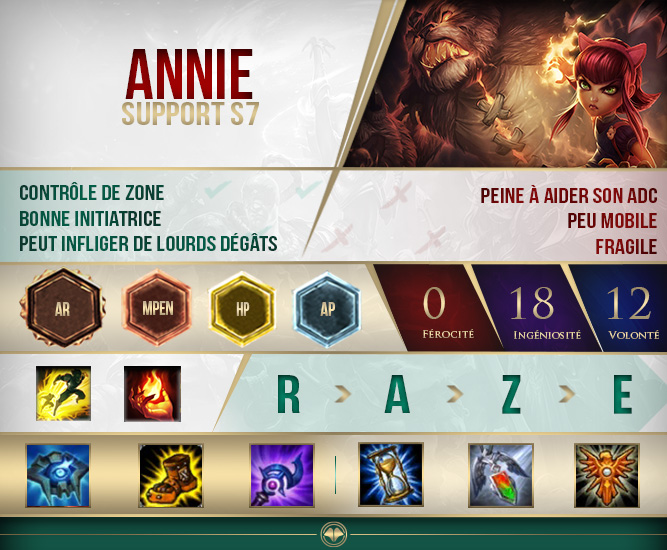 ANNIE
SUPPORT S7
CONTRÔLE DE ZONE
BONNE INITIATRICE
PEUT INFLIGER DE LOURDS DÉGÂTS
PEINE À AIDER SON ADC
PEU MOBILE
FRAGILE
AR MPEN HP AP
0 18 12
FÉROCITÉ INGÉNIOSITÉ VOLONTÉ
R > A > Z > E